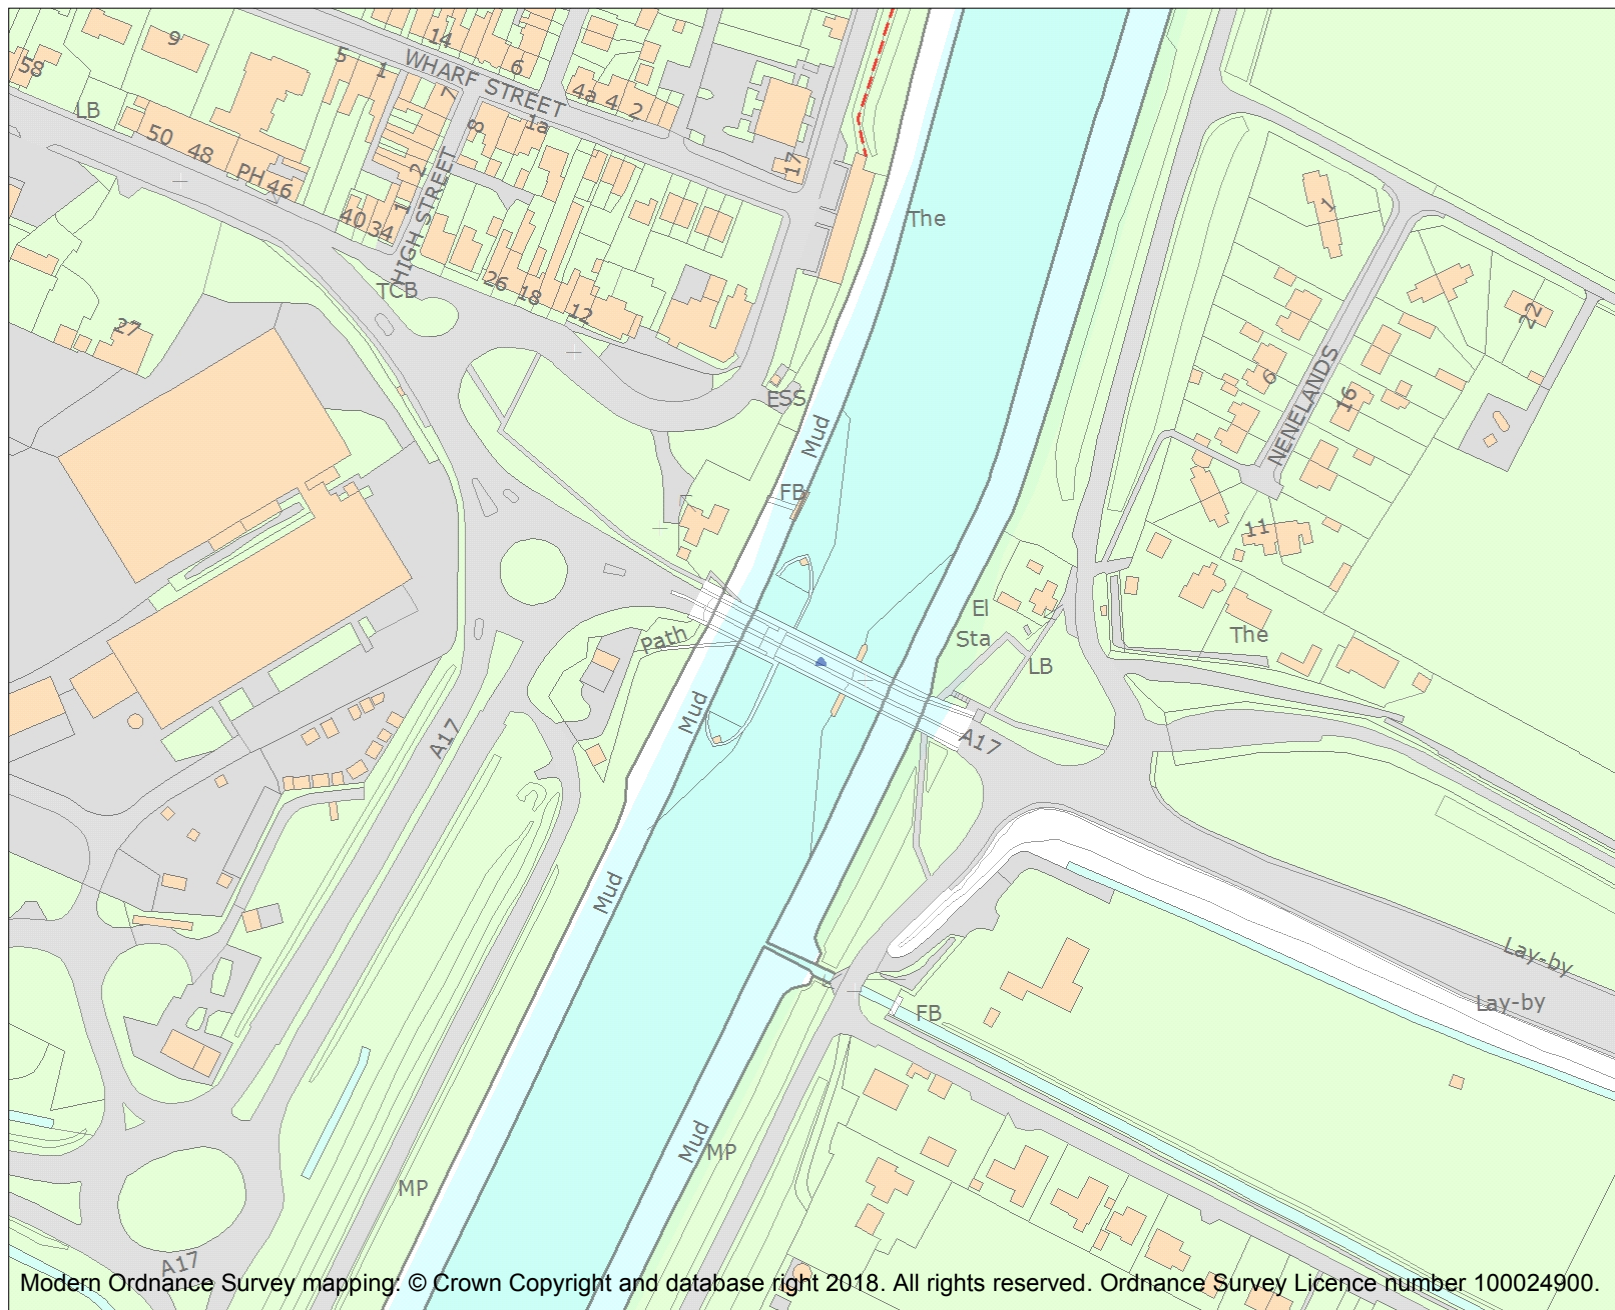 14
9
5
1
6
WHARF STREET
58
LB
7
4a
4
2
8
1a
50
48
PH
46
2
17
1
HIGH STREET
40
34
The
1
26
18
12
TCB
22
27
NENELANDS
6
16
ESS
Mud
FB
11
El
Sta
LB
The
Path
Mud
A17
A17
Mud
Lay-by
Lay-by
FB
Mud
MP
MP
A17
Modern Ordnance Survey mapping: © Crown Copyright and database right 2018. All rights reserved. Ordnance Survey Licence number 100024900.